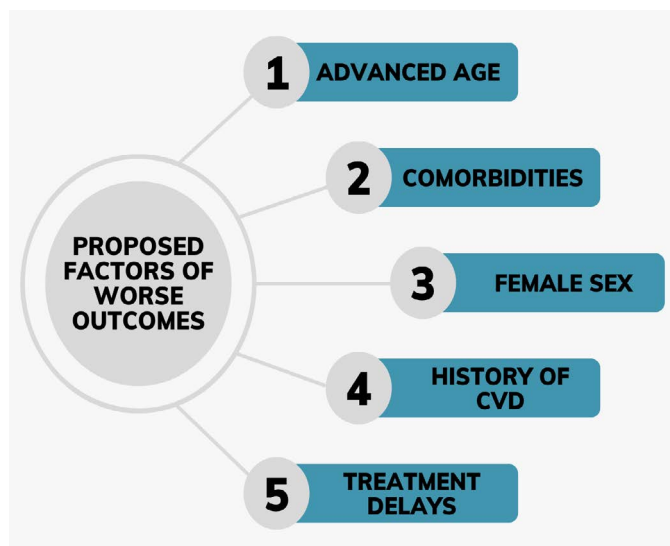 1 ADVANCED AGE
2 COMORBIDITIES
PROPOSED
FACTORS OF
WORSE
OUTCOMES
3 FEMALE SEX
4 HISTORY OF
CVD
5 TREATMENT
DELAYS